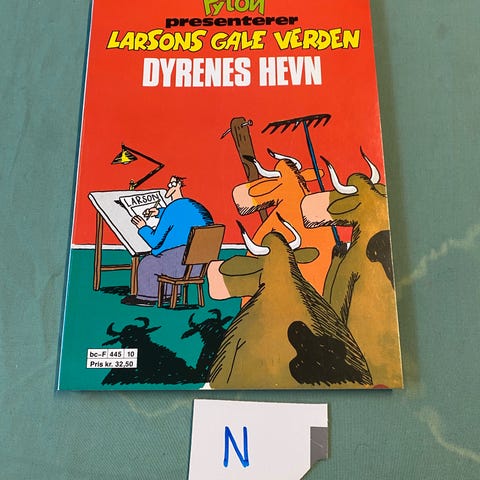 Pyton
presenterer
LARSONS GALE VERDEN
DYRENES HEVN
LARSON
bc-F 445 10
Pris kr. 32,50
N